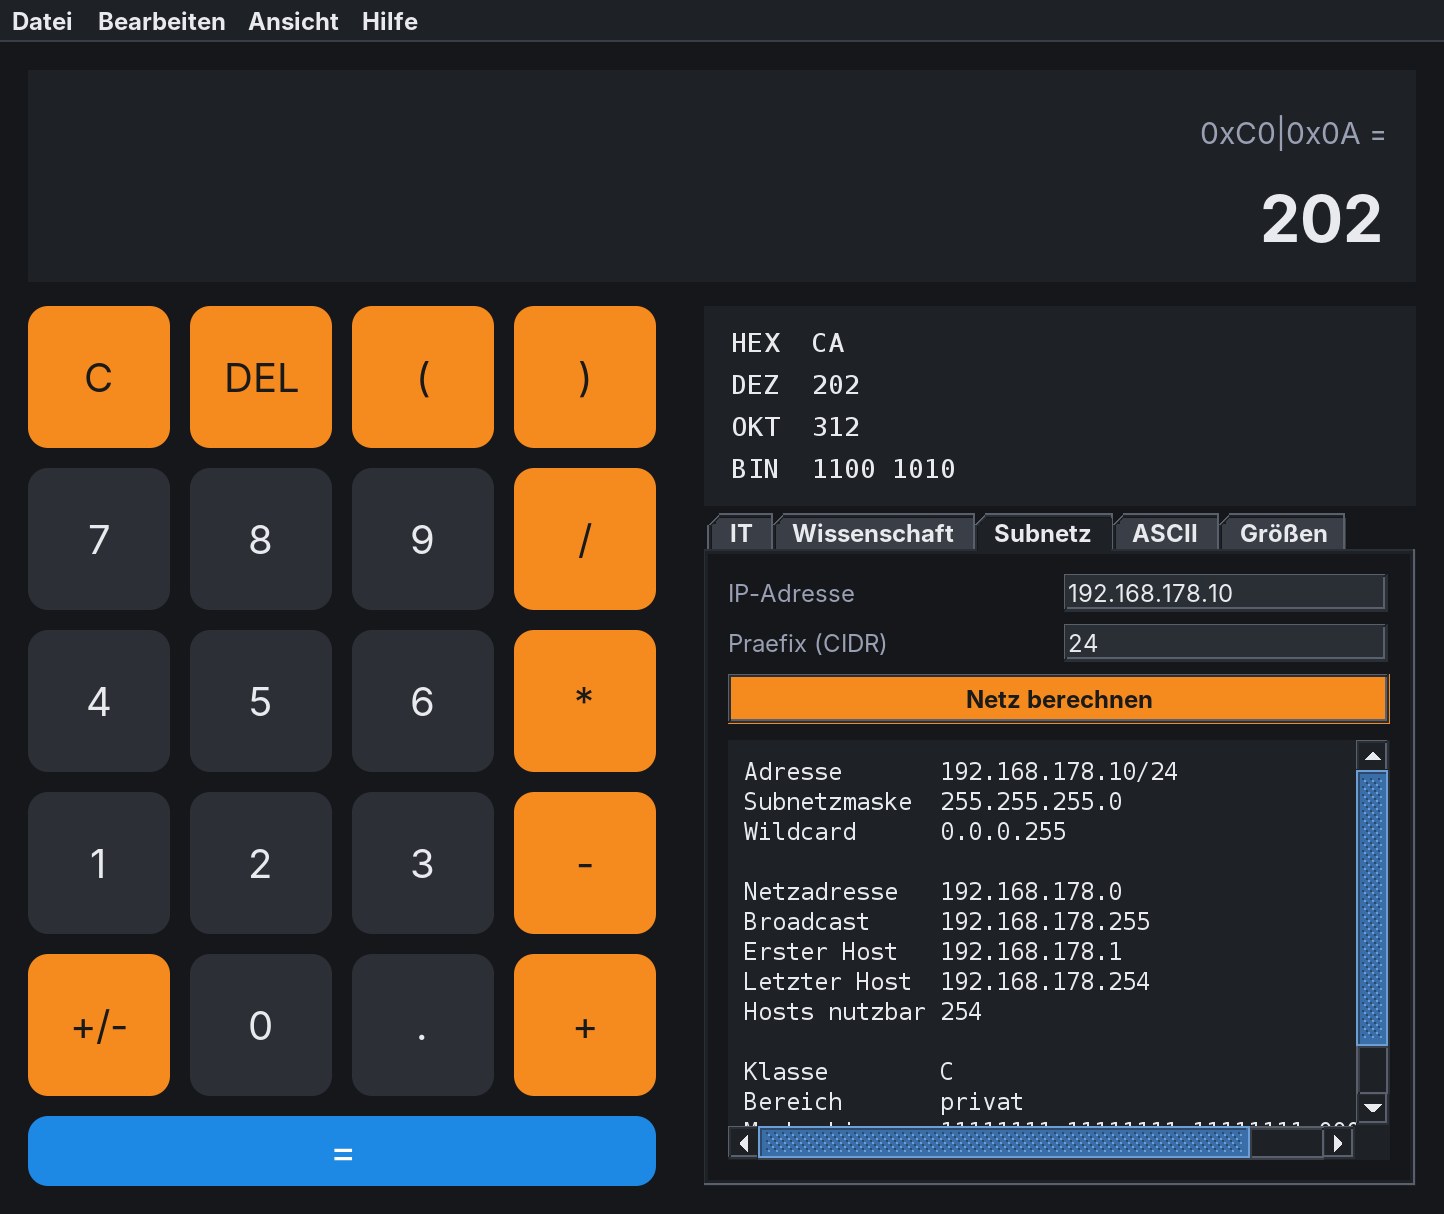 Datei Bearbeiten Ansicht Hilfe
0xC0|0x0A =
202
C DEL ( )
7 8 9 /
4 5 6 *
1 2 3 -
+/- 0 . +
=
HEX CA
DEZ 202
OKT 312
BIN 1100 1010
IT Wissenschaft Subnetz ASCII Größen
IP-Adresse 192.168.178.10
Praefix (CIDR) 24
Netz berechnen
Adresse 192.168.178.10/24
Subnetzmaske 255.255.255.0
Wildcard 0.0.0.255
Netzadresse 192.168.178.0
Broadcast 192.168.178.255
Erster Host 192.168.178.1
Letzter Host 192.168.178.254
Hosts nutzbar 254
Klasse C
Bereich privat